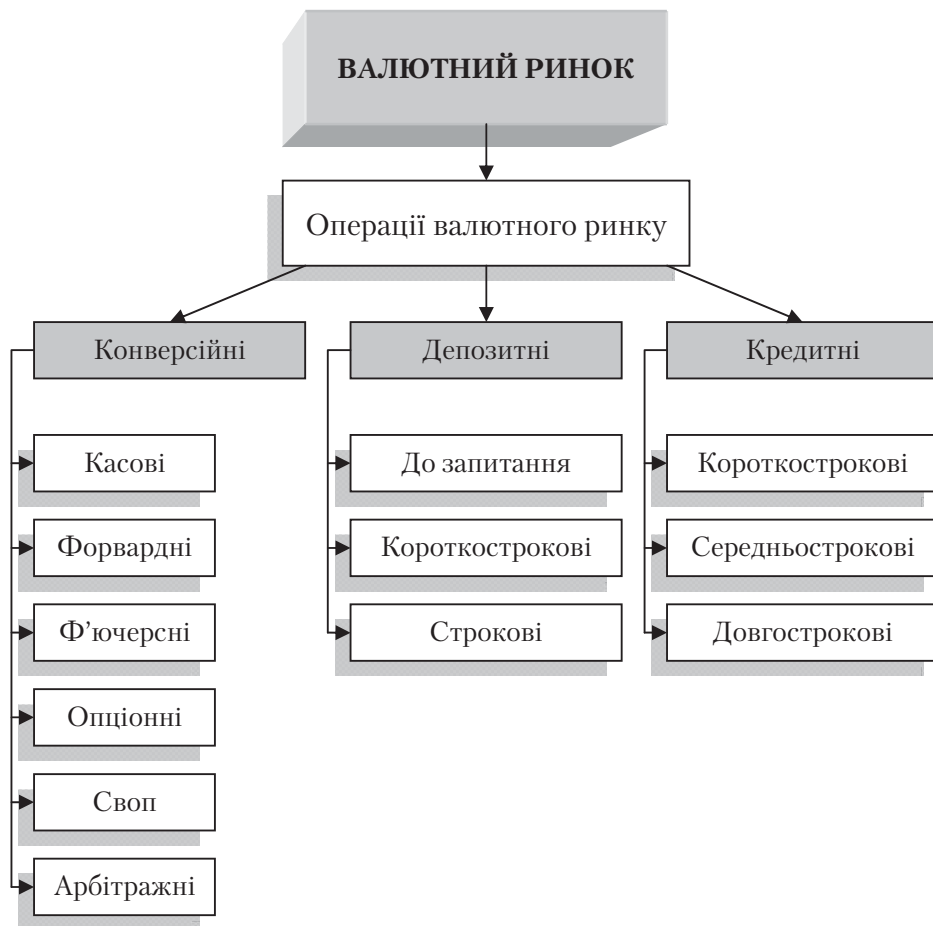 ВАЛЮТНИЙ РИНОК
Операції валютного ринку
Конверсійні
Депозитні
Кредитні
Касові
Форвардні
Ф’ючерсні
Опціонні
Своп
Арбітражні
До запитання
Короткострокові
Строкові
Короткострокові
Середньострокові
Довгострокові